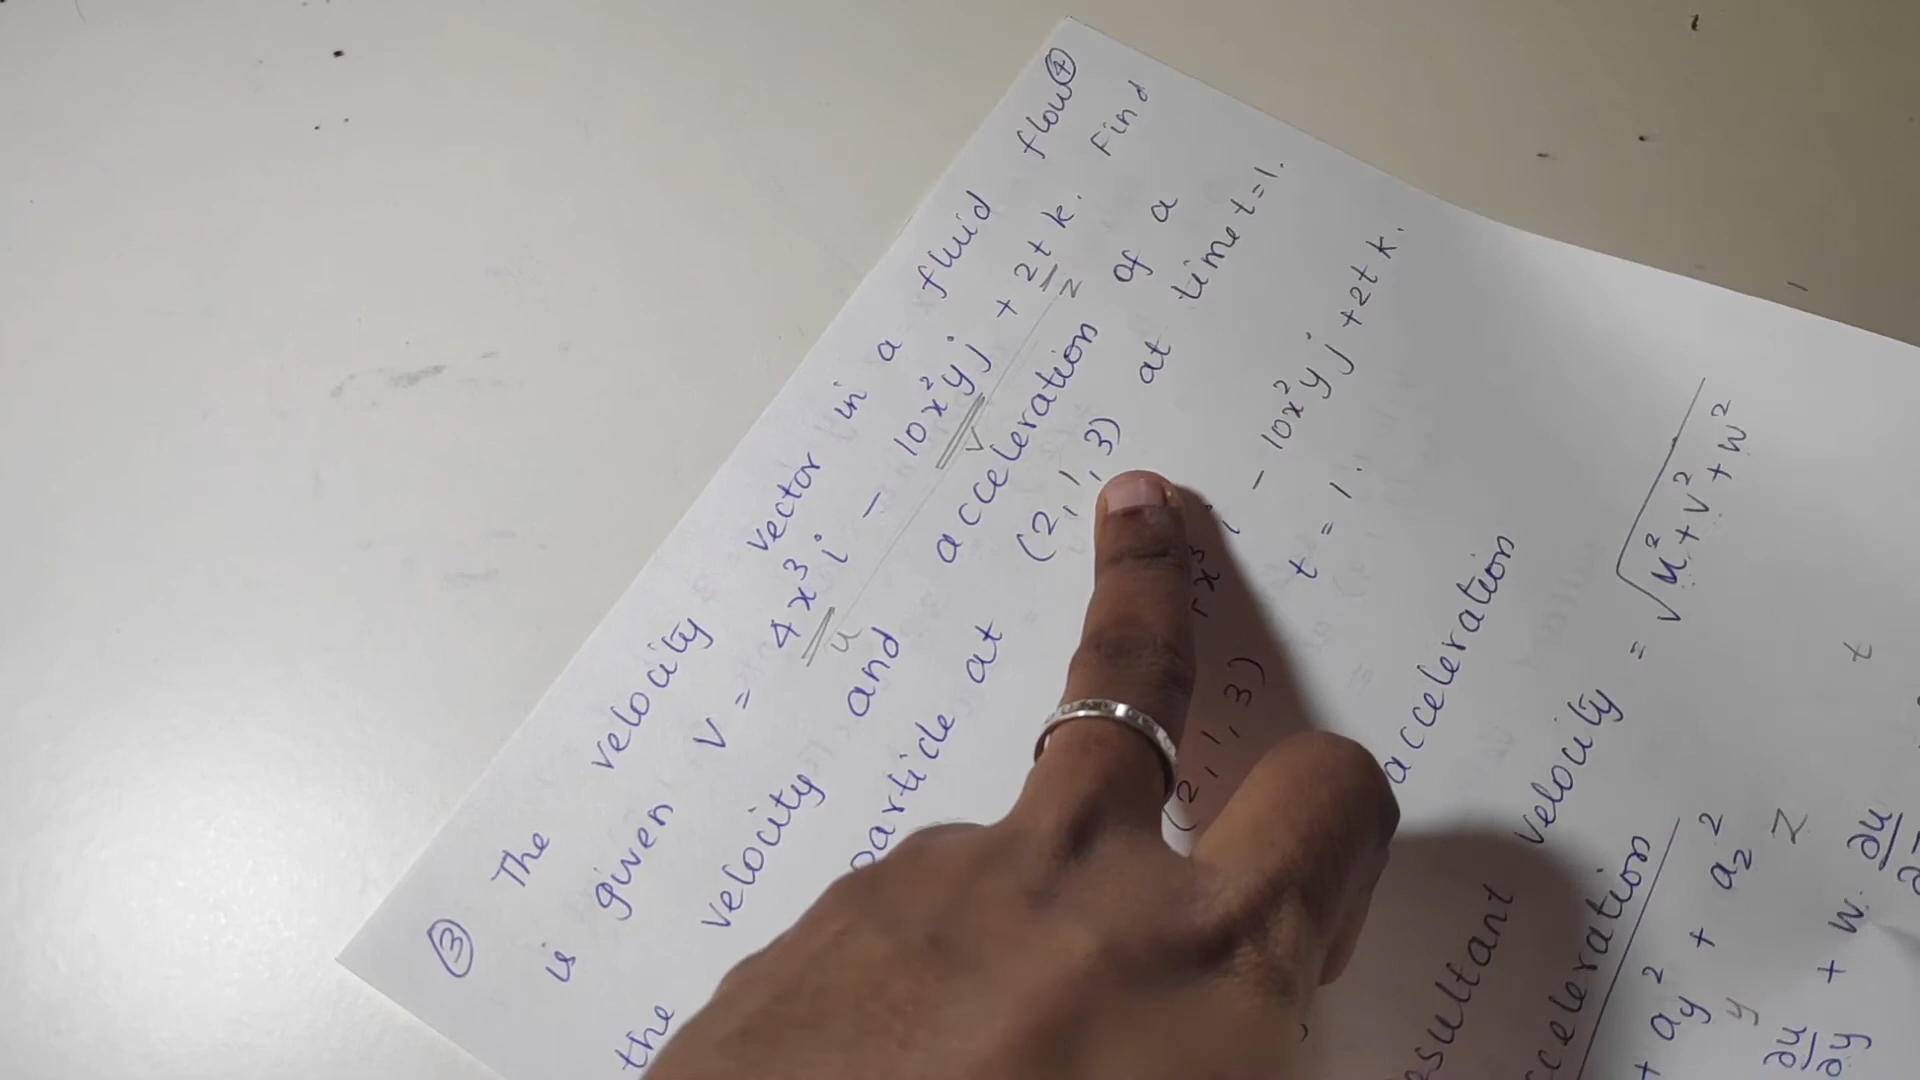 ③ The velocity vector in a fluid flow ④
is given V = 4x³i − 10x²yj + 2tk. Find
u v z
the velocity and acceleration of a
particle at (2,1,3) at time t=1.
x³i − 10x²yj + 2tk.
(2,1,3) t = 1.
acceleration
velocity = √u²+v²+w²
+ ay² + az²
y z t
∂u/∂y + w.∂u